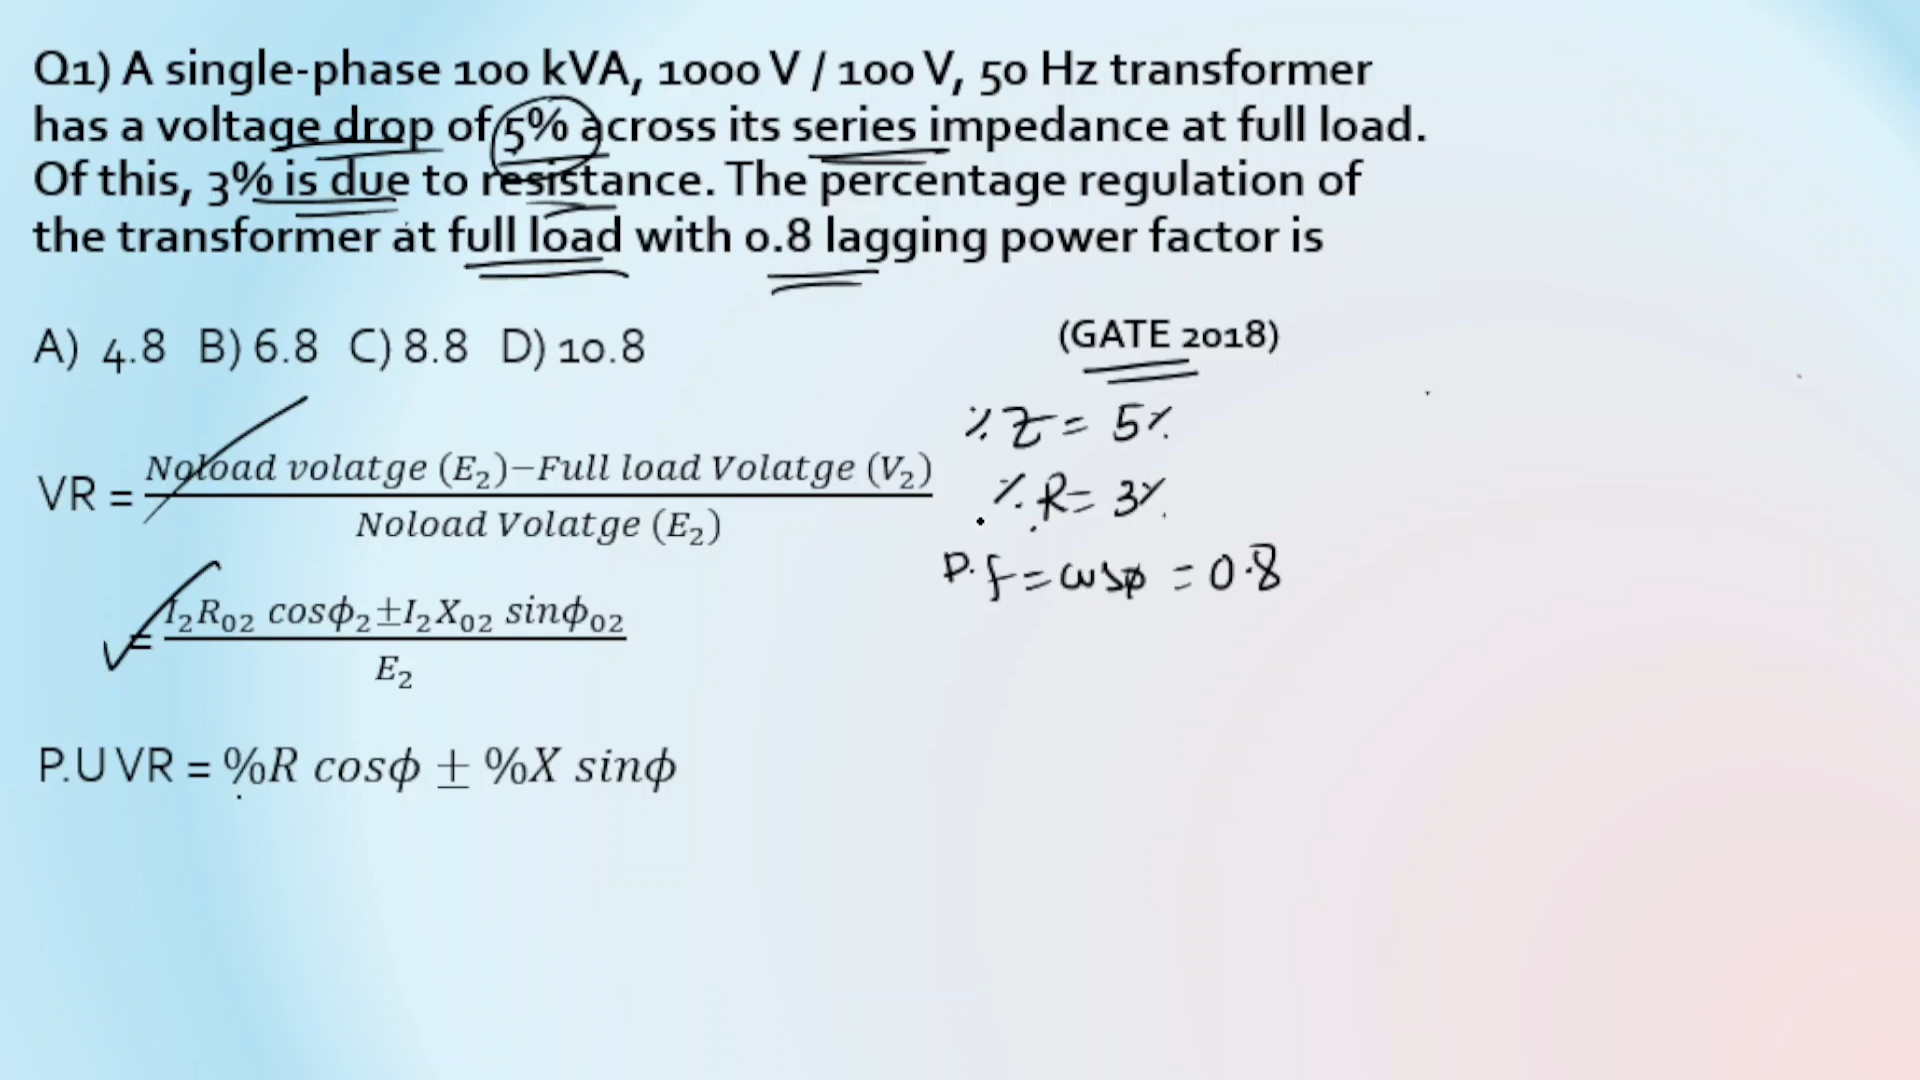 Q1) A single-phase 100 kVA, 1000 V / 100 V, 50 Hz transformer
has a voltage drop of 5% across its series impedance at full load.
Of this, 3% is due to resistance. The percentage regulation of
the transformer at full load with 0.8 lagging power factor is
A) 4.8 B) 6.8 C) 8.8 D) 10.8
(GATE 2018)
% Z = 5%
VR = Noload volatge (E₂)−Full load Volatge (V₂)
Noload Volatge (E₂)
% R = 3%
P.f = cosφ = 0.8
= I₂R₀₂ cosϕ₂±I₂X₀₂ sinϕ₀₂
E₂
P.U VR = %R cosϕ ± %X sinϕ